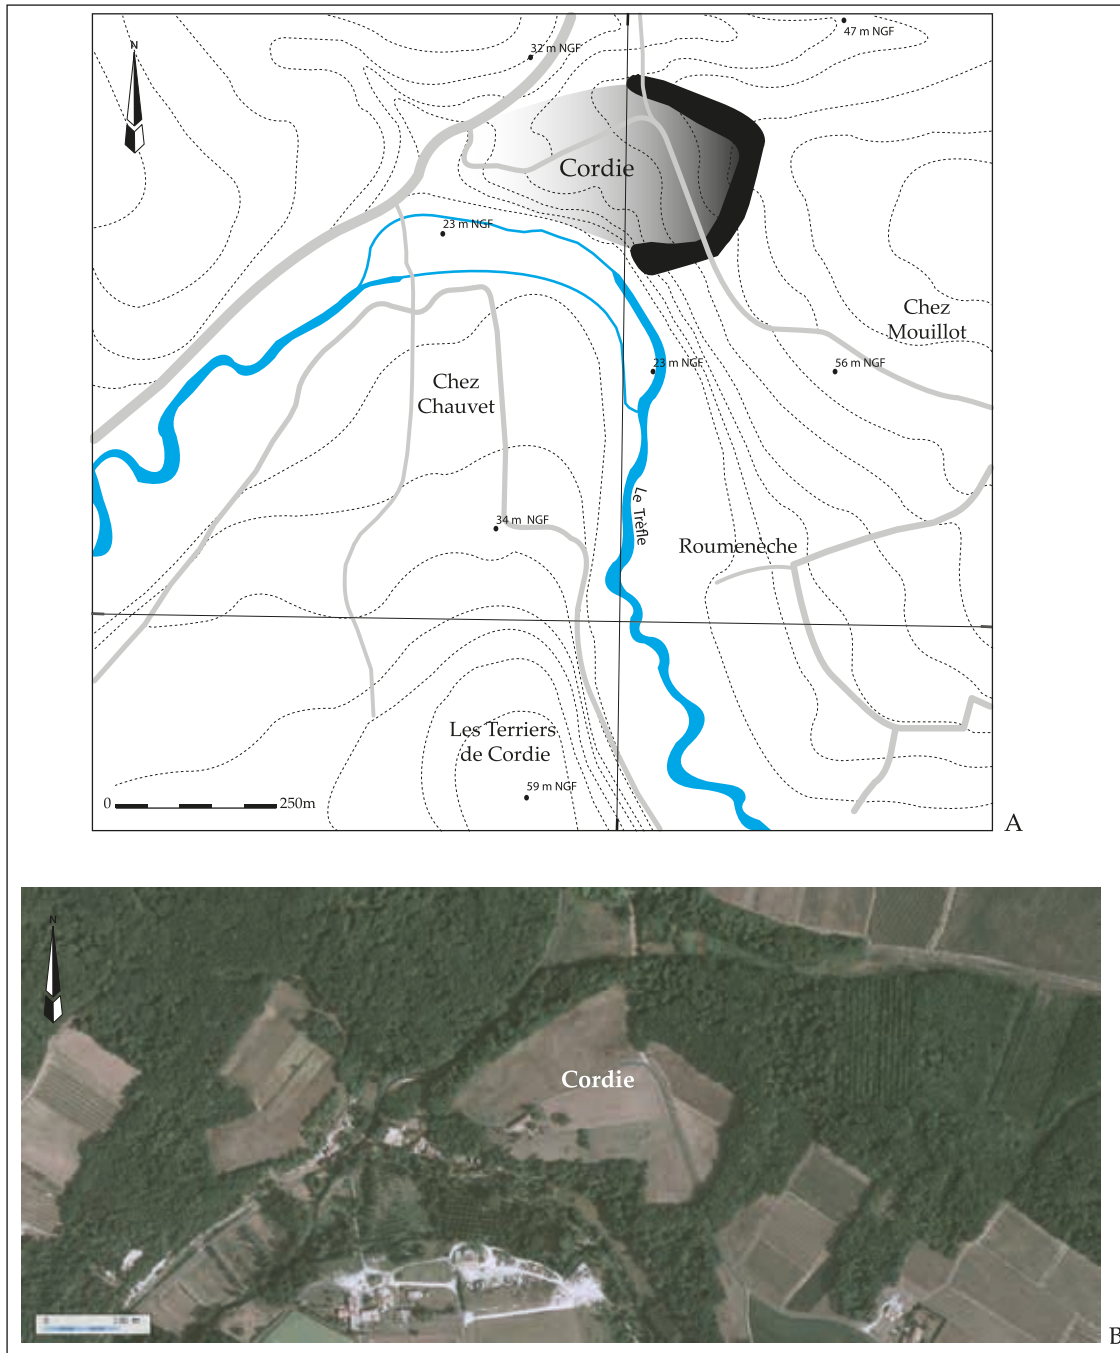 N
32 m NGF
47 m NGF
Cordie
23 m NGF
Chez
Mouillot
23 m NGF
56 m NGF
Chez
Chauvet
Le Trèfle
34 m NGF
Roumenèche
Les Terriers
de Cordie
59 m NGF
0
250m
A
N
Cordie
B